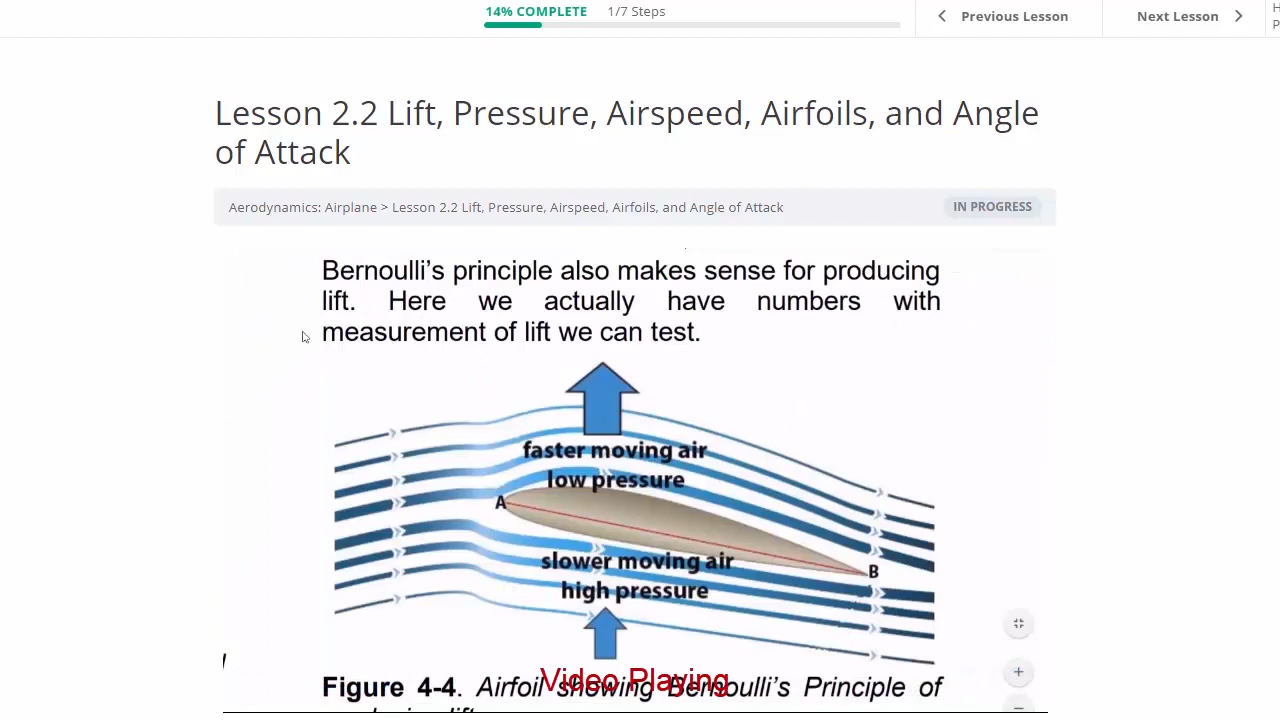 14% COMPLETE 1/7 Steps
Previous Lesson
Next Lesson
H
P
Lesson 2.2 Lift, Pressure, Airspeed, Airfoils, and Angle
of Attack
Aerodynamics: Airplane > Lesson 2.2 Lift, Pressure, Airspeed, Airfoils, and Angle of Attack
IN PROGRESS
Bernoulli's principle also makes sense for producing
lift. Here we actually have numbers with
measurement of lift we can test.
faster moving air
low pressure
A
slower moving air
high pressure
B
Video Playing
Figure 4-4. Airfoil showing Bernoulli's Principle of